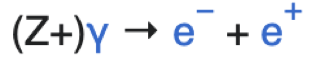 (Z+)γ → e⁻ + e⁺